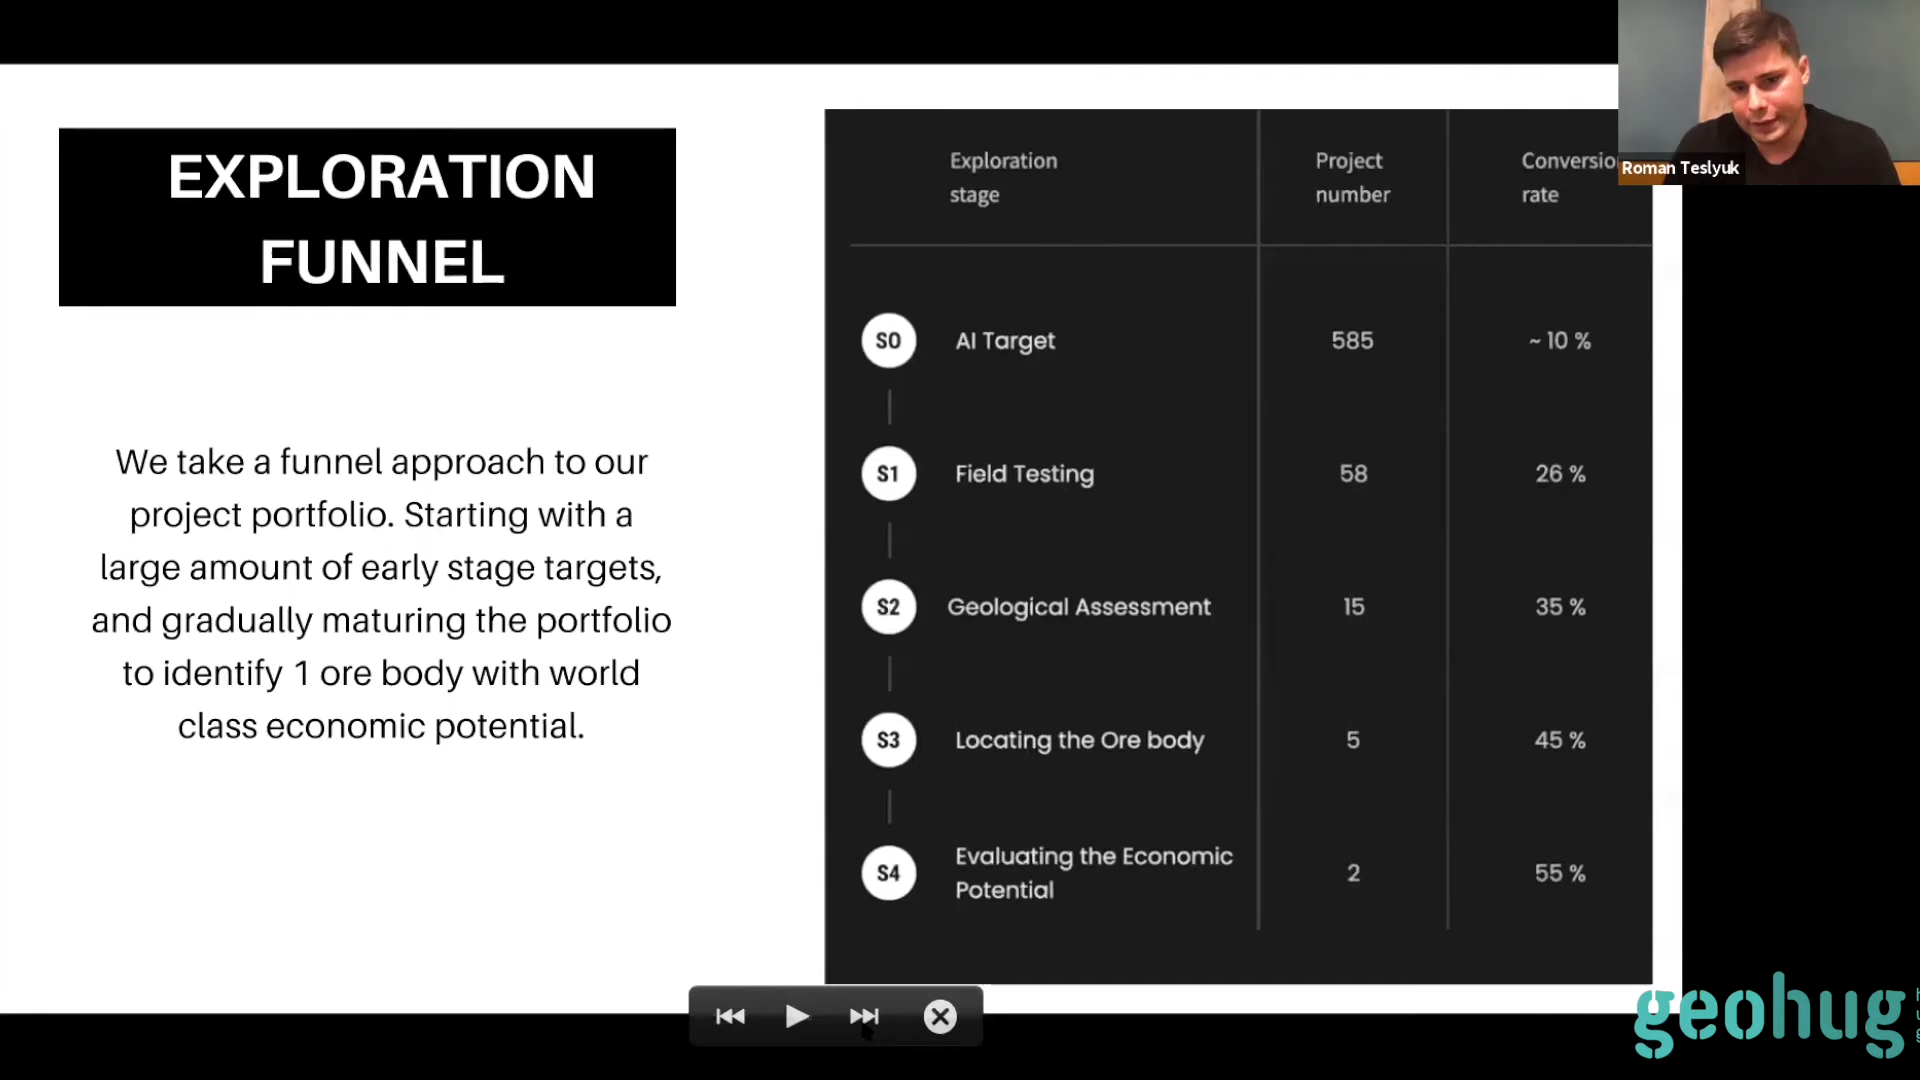 EXPLORATION
FUNNEL
We take a funnel approach to our
project portfolio. Starting with a
large amount of early stage targets,
and gradually maturing the portfolio
to identify 1 ore body with world
class economic potential.
Exploration stage
Project number
Conversio rate
S0 AI Target 585 ~ 10 %
S1 Field Testing 58 26 %
S2 Geological Assessment 15 35 %
S3 Locating the Ore body 5 45 %
S4 Evaluating the Economic Potential 2 55 %
Roman Teslyuk
geohug